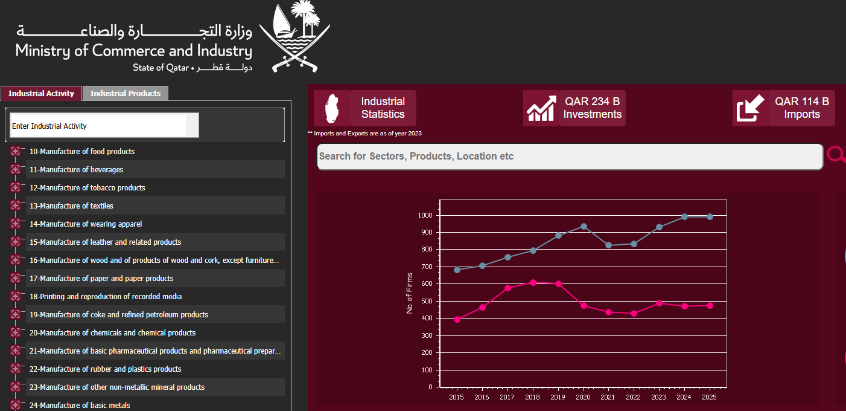 وزارة التجـــــــــارة والصناعـــــــــــة
Ministry of Commerce and Industry
State of Qatar • دولـــة قطـــر
Industrial Activity
Industrial Products
Enter Industrial Activity
10-Manufacture of food products
11-Manufacture of beverages
12-Manufacture of tobacco products
13-Manufacture of textiles
14-Manufacture of wearing apparel
15-Manufacture of leather and related products
16-Manufacture of wood and of products of wood and cork, except furniture...
17-Manufacture of paper and paper products
18-Printing and reproduction of recorded media
19-Manufacture of coke and refined petroleum products
20-Manufacture of chemicals and chemical products
21-Manufacture of basic pharmaceutical products and pharmaceutical prepar...
22-Manufacture of rubber and plastics products
23-Manufacture of other non-metallic mineral products
24-Manufacture of basic metals
Industrial
Statistics
QAR 234 B
Investments
QAR 114 B
Imports
** Imports and Exports are as of year 2023
Search for Sectors, Products, Location etc
No of Firms
1000
900
800
700
600
500
400
300
200
100
0
2015 2016 2017 2018 2019 2020 2021 2022 2023 2024 2025